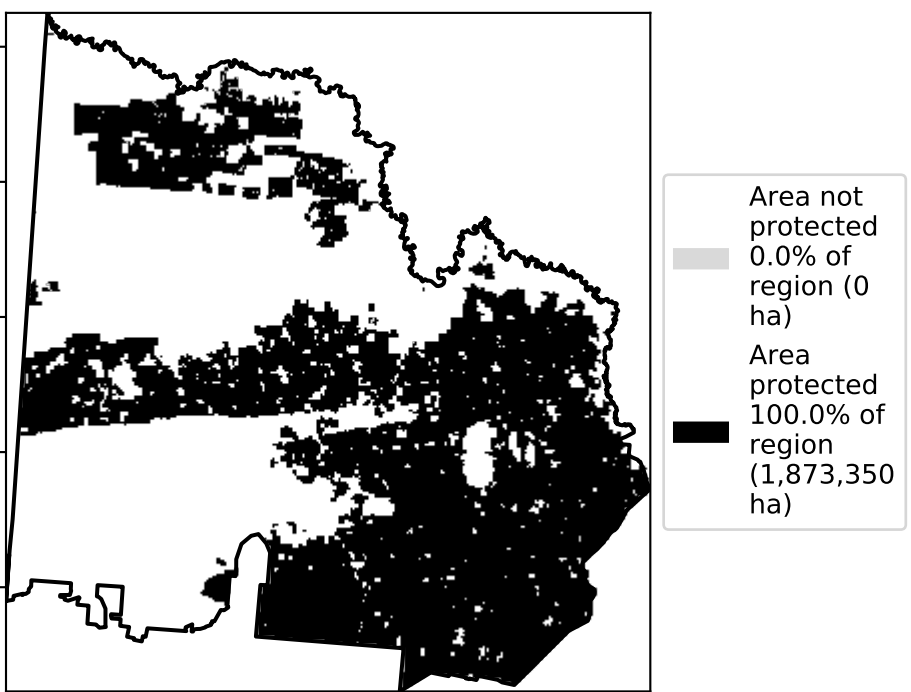 Area not
protected
0.0% of
region (0
ha)
Area
protected
100.0% of
region
(1,873,350
ha)